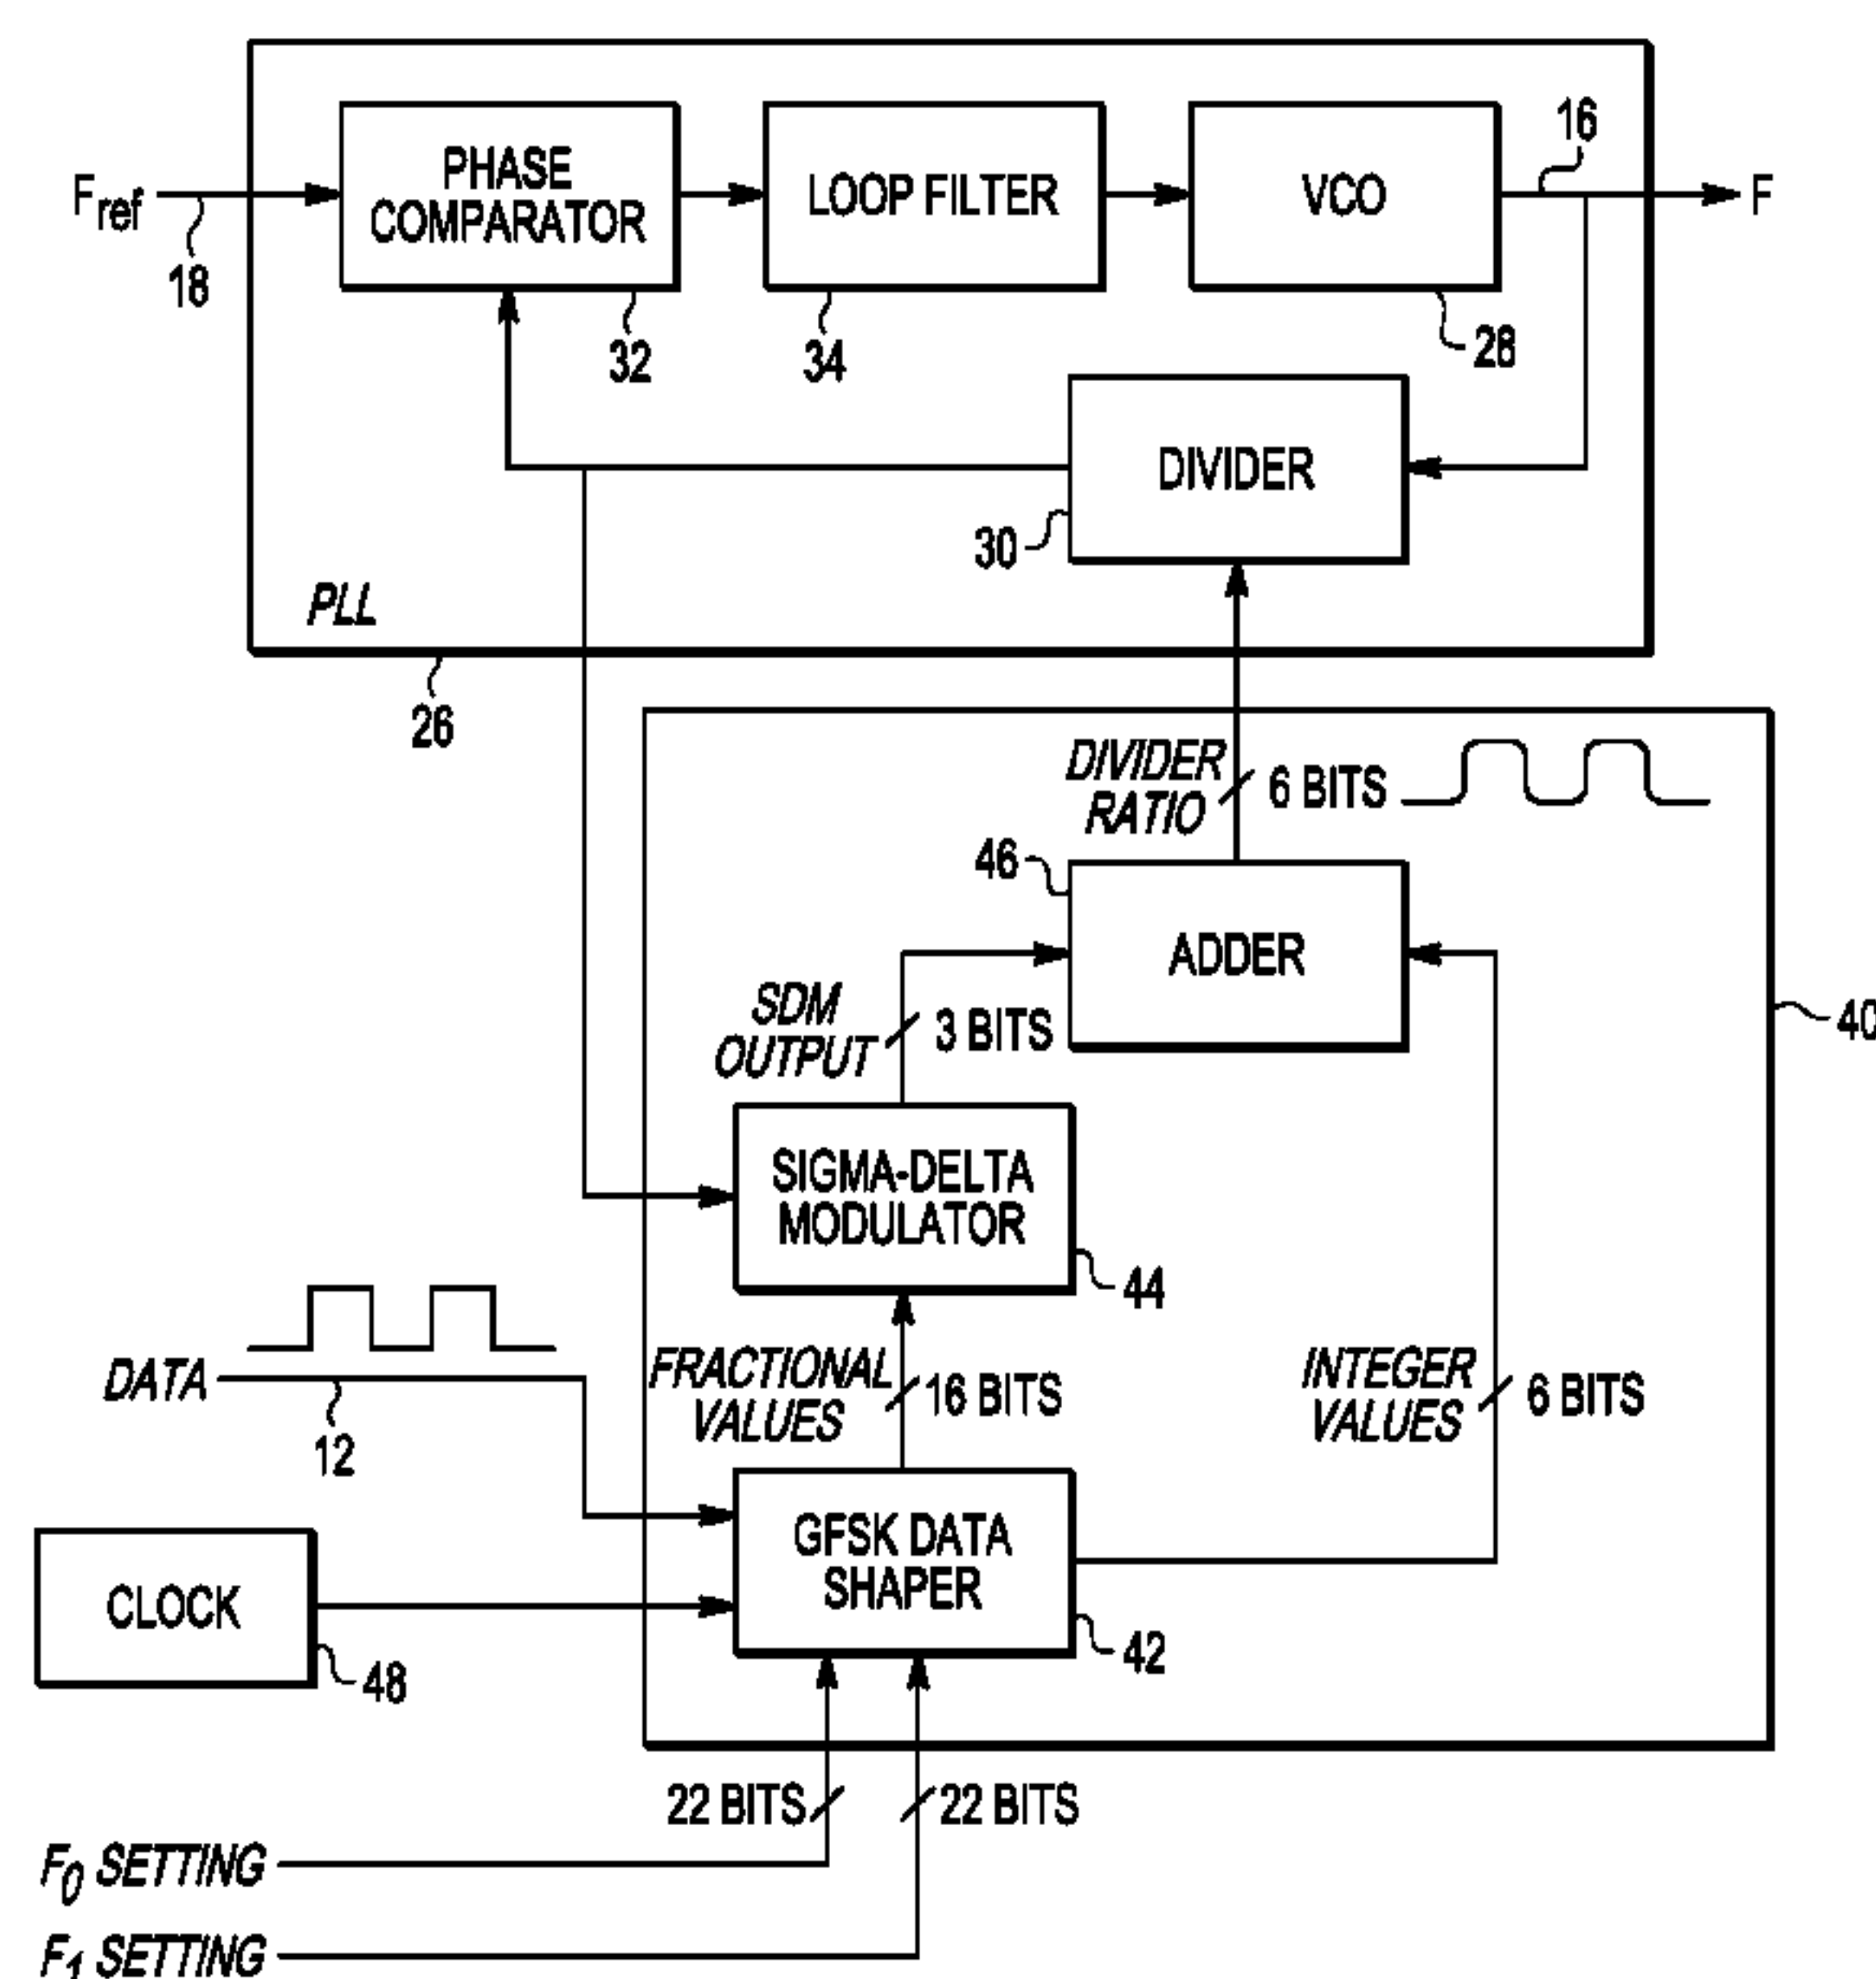 PHASE
COMPARATOR
LOOP FILTER
VCO
16
Fref
F
18
32
34
28
DIVIDER
30
PLL
26
DIVIDER
RATIO
6 BITS
46
ADDER
40
SDM
OUTPUT
3 BITS
SIGMA-DELTA
MODULATOR
44
DATA
12
FRACTIONAL
VALUES
16 BITS
INTEGER
VALUES
6 BITS
GFSK DATA
SHAPER
42
CLOCK
48
22 BITS
22 BITS
F0 SETTING
F1 SETTING